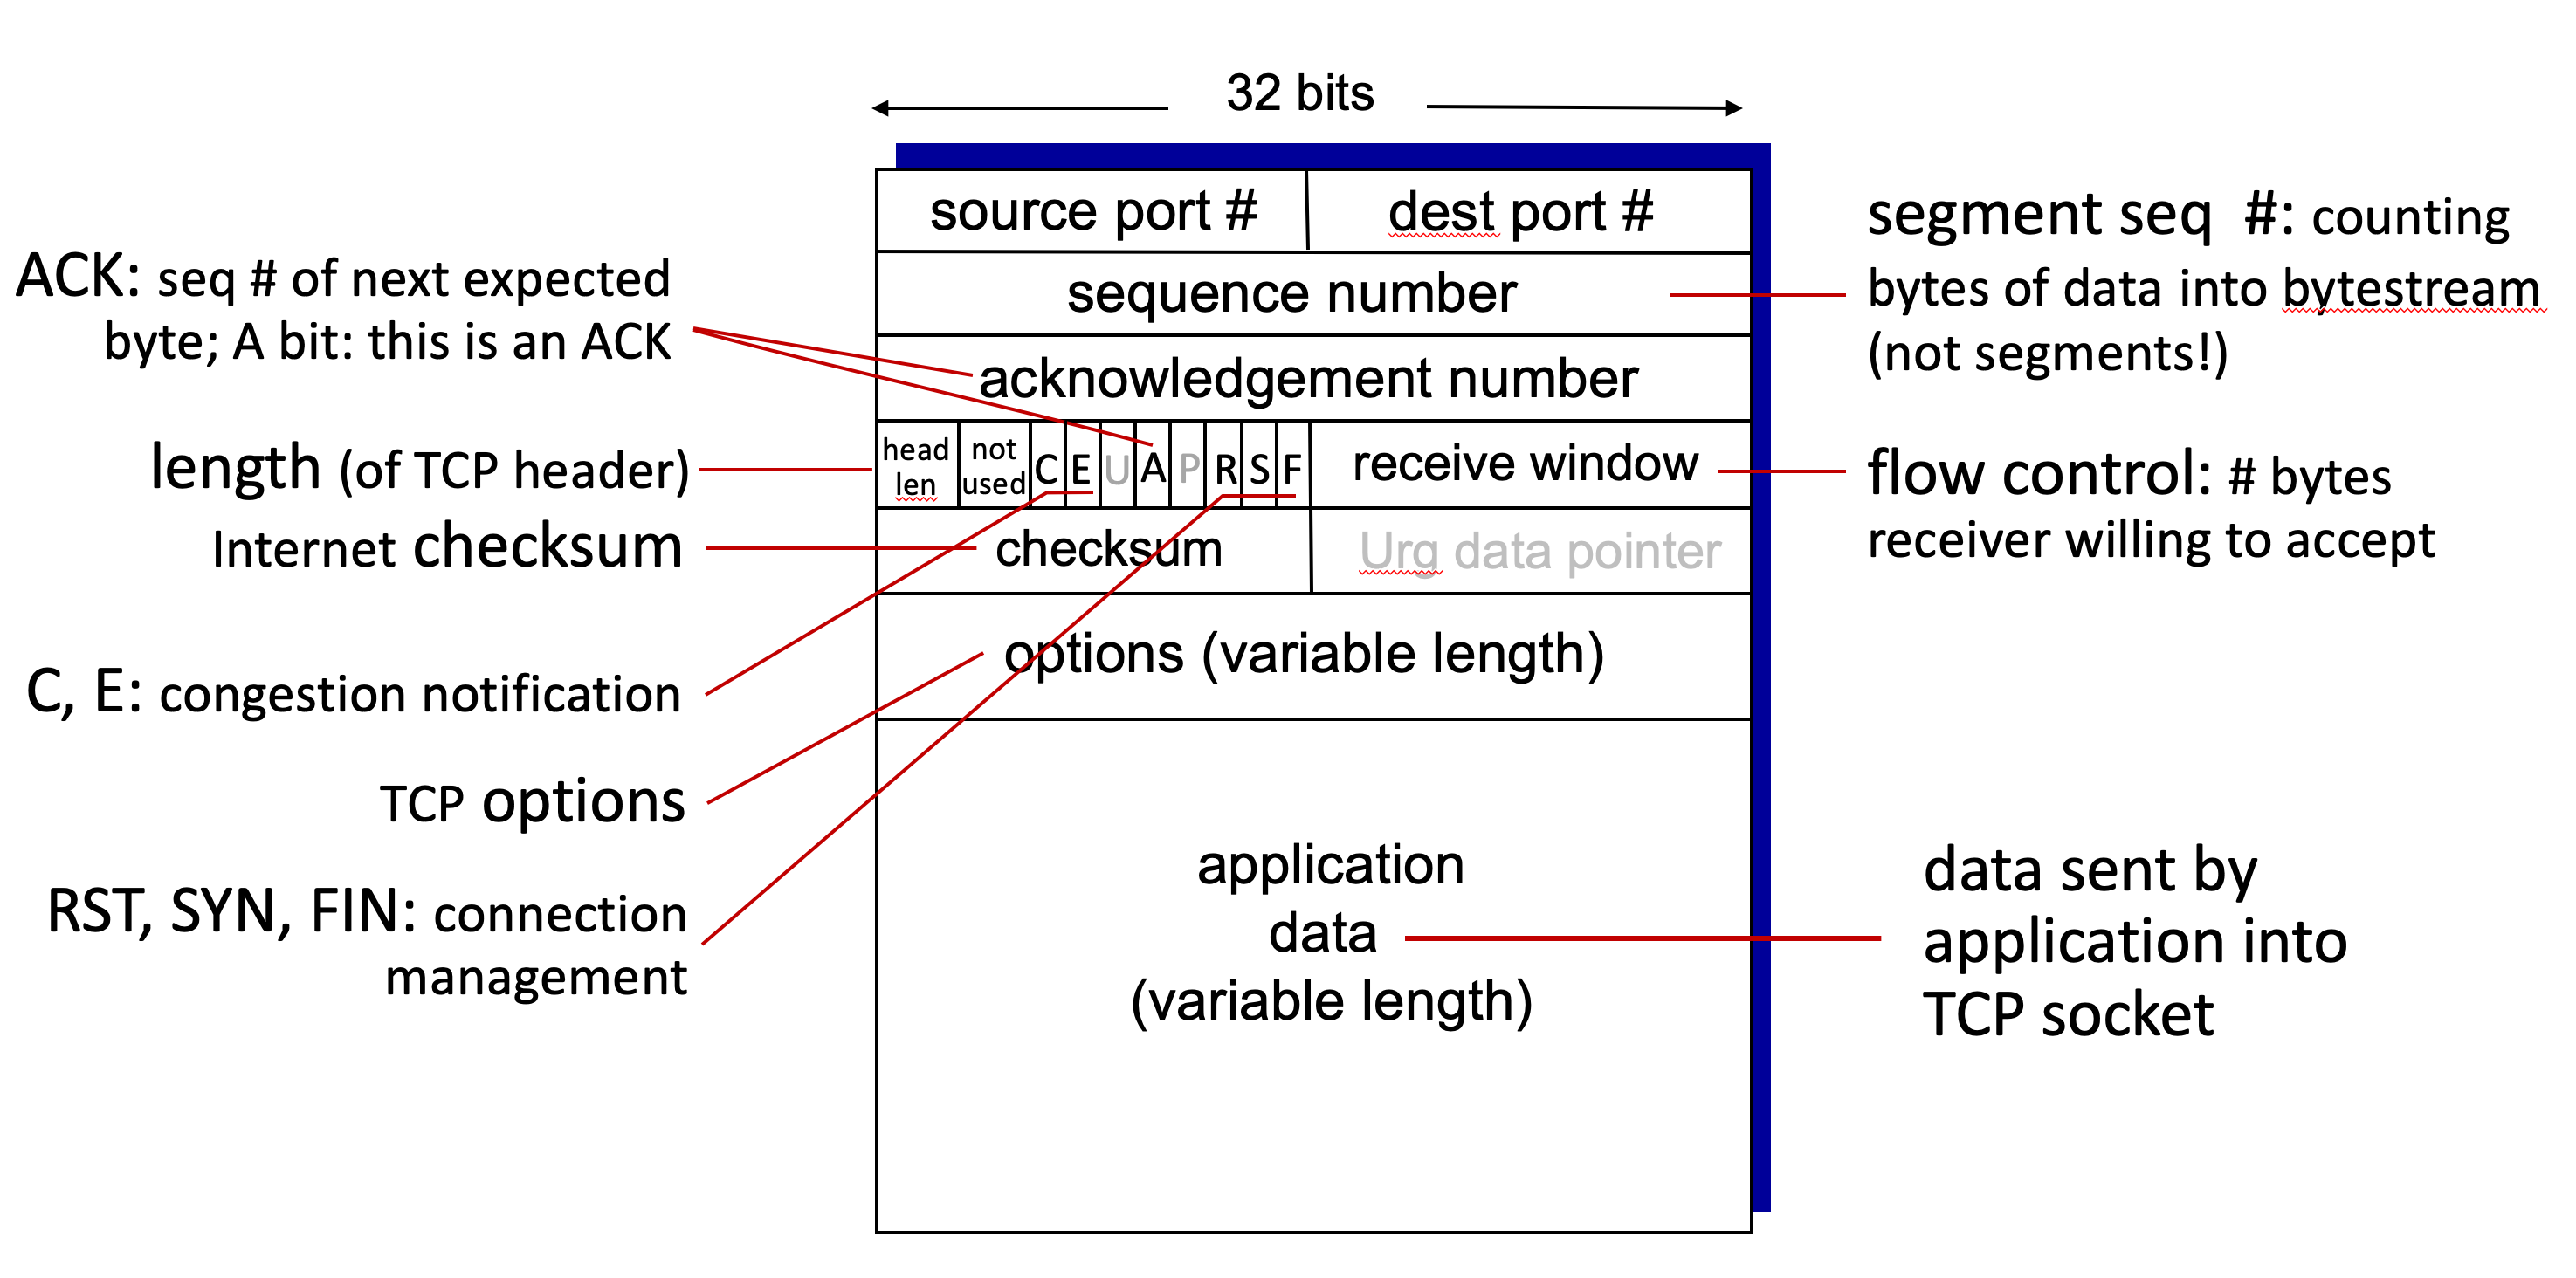 32 bits
source port #
dest port #
sequence number
acknowledgement number
head
len
not
used
C
E
U
A
P
R
S
F
receive window
checksum
Urg data pointer
options (variable length)
application
data
(variable length)
ACK: seq # of next expected
byte; A bit: this is an ACK
length (of TCP header)
Internet checksum
C, E: congestion notification
TCP options
RST, SYN, FIN: connection
management
segment seq #: counting
bytes of data into bytestream
(not segments!)
flow control: # bytes
receiver willing to accept
data sent by
application into
TCP socket